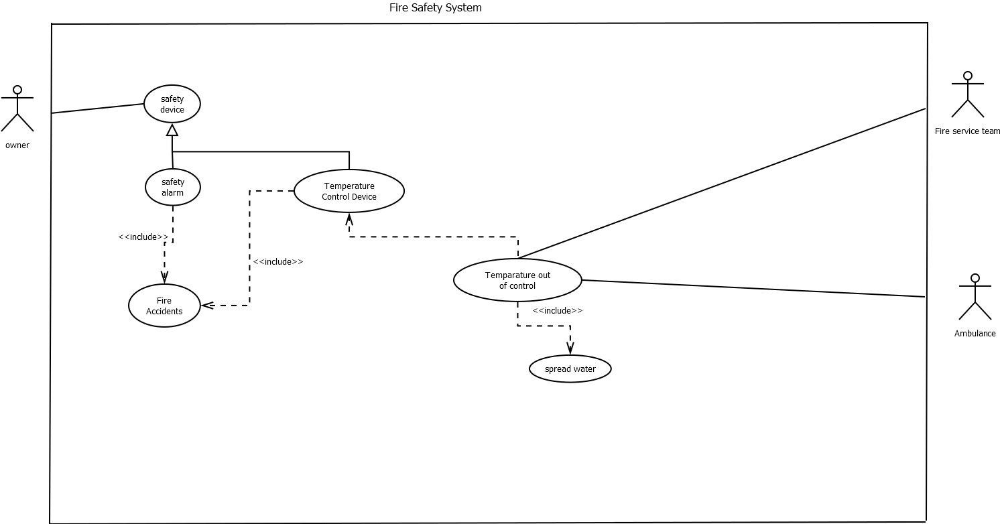 Fire Safety System
owner
safety
device
Fire service team
safety
alarm
Temperature
Control Device
<<include>>
<<include>>
Temparature out
of control
Fire
Accidents
<<include>>
Ambulance
spread water